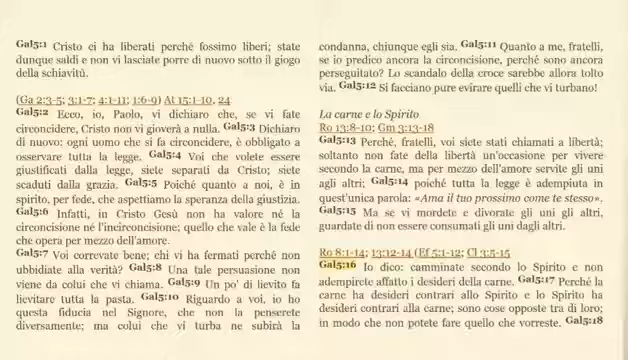 Gal5:1 Cristo ci ha liberati perché fossimo liberi; state
dunque saldi e non vi lasciate porre di nuovo sotto il giogo
della schiavitù.
(Ga 2:3-5; 3:1-7; 4:1-11; 1:6-9) At 15:1-10, 24
Gal5:2 Ecco, io, Paolo, vi dichiaro che, se vi fate
circoncidere, Cristo non vi gioverà a nulla. Gal5:3 Dichiaro
di nuovo: ogni uomo che si fa circoncidere, è obbligato a
osservare tutta la legge. Gal5:4 Voi che volete essere
giustificati dalla legge, siete separati da Cristo; siete
scaduti dalla grazia. Gal5:5 Poiché quanto a noi, è in
spirito, per fede, che aspettiamo la speranza della giustizia.
Gal5:6 Infatti, in Cristo Gesù non ha valore né la
circoncisione né l'incirconcisione; quello che vale è la fede
che opera per mezzo dell'amore.
Gal5:7 Voi correvate bene; chi vi ha fermati perché non
ubbidiate alla verità? Gal5:8 Una tale persuasione non
viene da colui che vi chiama. Gal5:9 Un po' di lievito fa
lievitare tutta la pasta. Gal5:10 Riguardo a voi, io ho
questa fiducia nel Signore, che non la penserete
diversamente; ma colui che vi turba ne subirà la
condanna, chiunque egli sia. Gal5:11 Quanto a me, fratelli,
se io predico ancora la circoncisione, perché sono ancora
perseguitato? Lo scandalo della croce sarebbe allora tolto
via. Gal5:12 Si facciano pure evirare quelli che vi turbano!
La carne e lo Spirito
Ro 13:8-10; Gm 3:13-18
Gal5:13 Perché, fratelli, voi siete stati chiamati a libertà;
soltanto non fate della libertà un'occasione per vivere
secondo la carne, ma per mezzo dell'amore servite gli uni
agli altri; Gal5:14 poiché tutta la legge è adempiuta in
quest'unica parola: «Ama il tuo prossimo come te stesso».
Gal5:15 Ma se vi mordete e divorate gli uni gli altri,
guardate di non essere consumati gli uni dagli altri.
Ro 8:1-14; 13:12-14 (Ef 5:1-12; Cl 3:5-15
Gal5:16 Io dico: camminate secondo lo Spirito e non
adempirete affatto i desideri della carne. Gal5:17 Perché la
carne ha desideri contrari allo Spirito e lo Spirito ha
desideri contrari alla carne; sono cose opposte tra di loro;
in modo che non potete fare quello che vorreste. Gal5:18